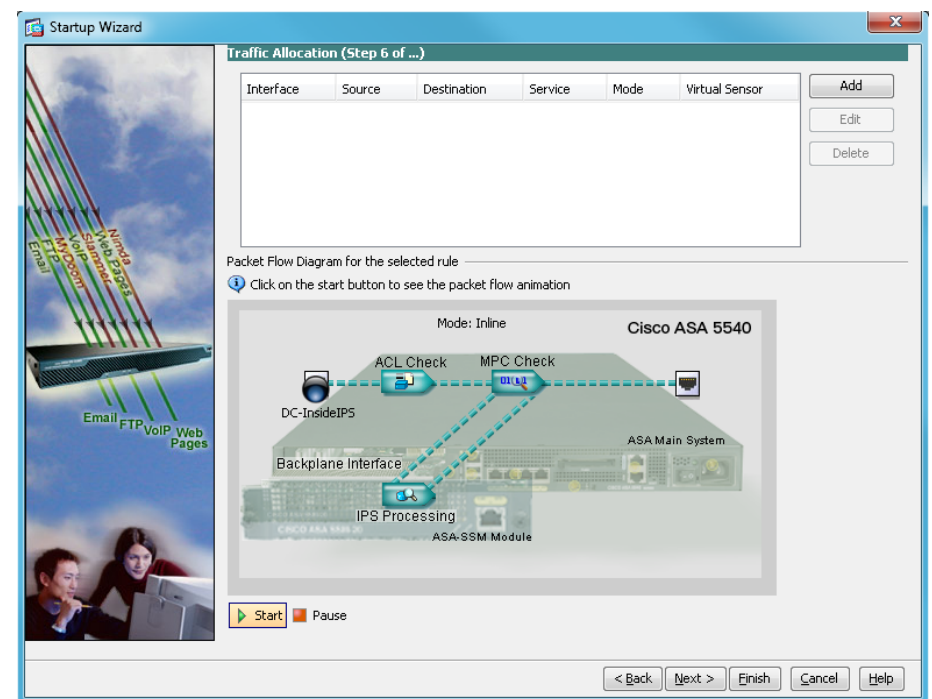 Startup Wizard
Traffic Allocation (Step 6 of ...)
Interface Source Destination Service Mode Virtual Sensor
Add
Edit
Delete
Nimda
Web Pages
Slammer
VoIP
MyDoom
FTP
Email
Email FTP VoIP Web Pages
Packet Flow Diagram for the selected rule
Click on the start button to see the packet flow animation
Mode: Inline
Cisco ASA 5540
ACL Check MPC Check
DC-InsideIPS
ASA Main System
Backplane Interface
IPS Processing
ASA-SSM Module
Start Pause
< Back Next > Finish Cancel Help